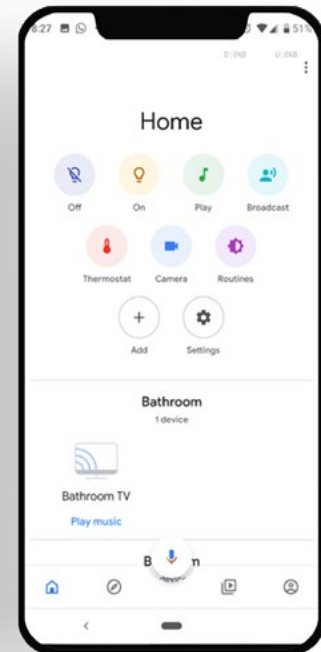 8:27 51%
Home
Off On Play Broadcast
Thermostat Camera Routines
Add Settings
Bathroom
1 device
Bathroom TV
Play music